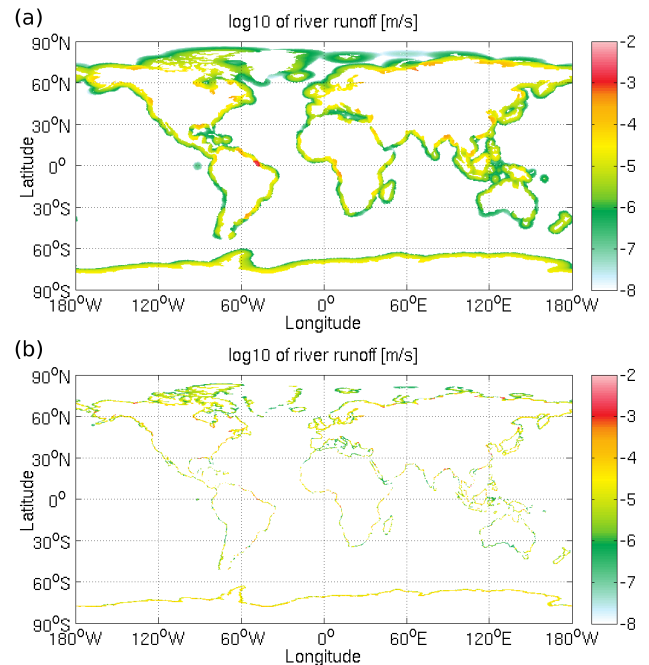 (a)
log10 of river runoff [m/s]
90°N
60°N
30°N
0°
30°S
60°S
90°S
Latitude
180°W 120°W 60°W 0° 60°E 120°E 180°W
Longitude
-2
-3
-4
-5
-6
-7
-8
(b)
log10 of river runoff [m/s]
90°N
60°N
30°N
0°
30°S
60°S
90°S
Latitude
180°W 120°W 60°W 0° 60°E 120°E 180°W
Longitude
-2
-3
-4
-5
-6
-7
-8